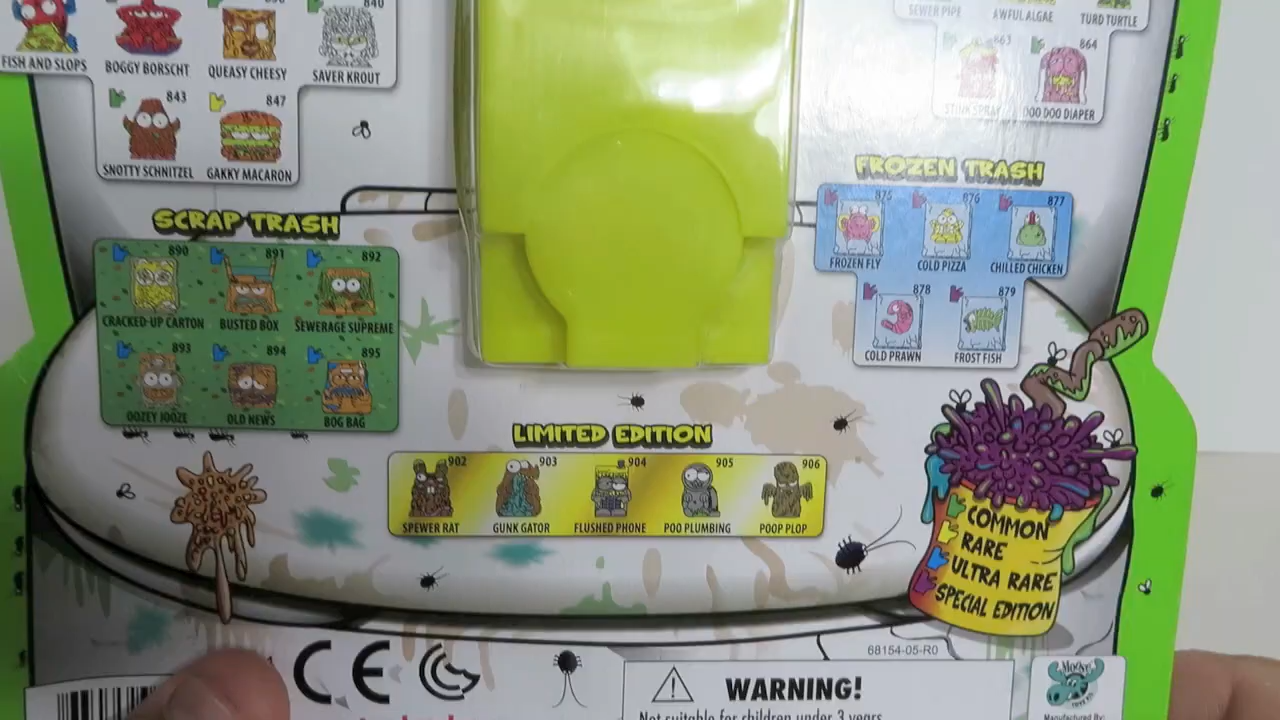 840
FISH AND SLOPS BOGGY BORSCHT QUEASY CHEESY SAVER KROUT
843 847
SNOTTY SCHNITZEL GAKKY MACARON
SEWER PIPE AWFUL ALGAE TURD TURTLE
863 864
STINK SPRAY DOO DOO DIAPER
SCRAP TRASH
890 891 892
CRACKED-UP CARTON BUSTED BOX SEWERAGE SUPREME
893 894 895
OOZEY JOOZE OLD NEWS BOG BAG
FROZEN TRASH
875 876 877
FROZEN FLY COLD PIZZA CHILLED CHICKEN
878 879
COLD PRAWN FROST FISH
LIMITED EDITION
902 903 904 905 906
SPEWER RAT GUNK GATOR FLUSHED PHONE POO PLUMBING POOP PLOP
COMMON
RARE
ULTRA RARE
SPECIAL EDITION
68154-05-R0
CE
WARNING!
Not suitable for children under 3 years
MOOSE
Manufactured By: